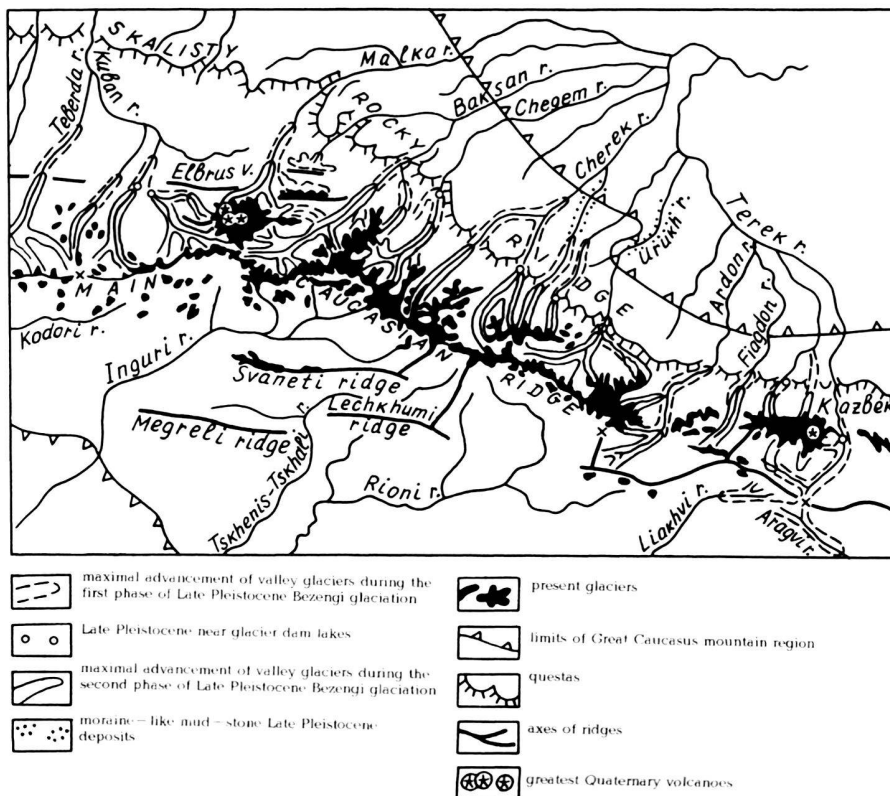 SKALISTY
Malka r.
Teberda r.
Kuban r.
Baksan r.
Chegem r.
ROCKY
Cherek r.
Elbrus v.
Urukh r.
Terek r.
RIDGE
Ardon r.
Fiagdon r.
MAIN
CAUCASIAN
RIDGE
Kazbek
Kodori r.
Inguri r.
Svaneti ridge
Lechkhumi
ridge
Megreli ridge
Tskhenis-Tskhali r.
Rioni r.
Liakhvi r.
Aragvi r.
maximal advancement of valley glaciers during the
first phase of Late Pleistocene Bezengi glaciation
Late Pleistocene near glacier dam lakes
maximal advancement of valley glaciers during the
second phase of Late Pleistocene Bezengi glaciation
moraine – like mud – stone Late Pleistocene
deposits
present glaciers
limits of Great Caucasus mountain region
questas
axes of ridges
greatest Quaternary volcanoes